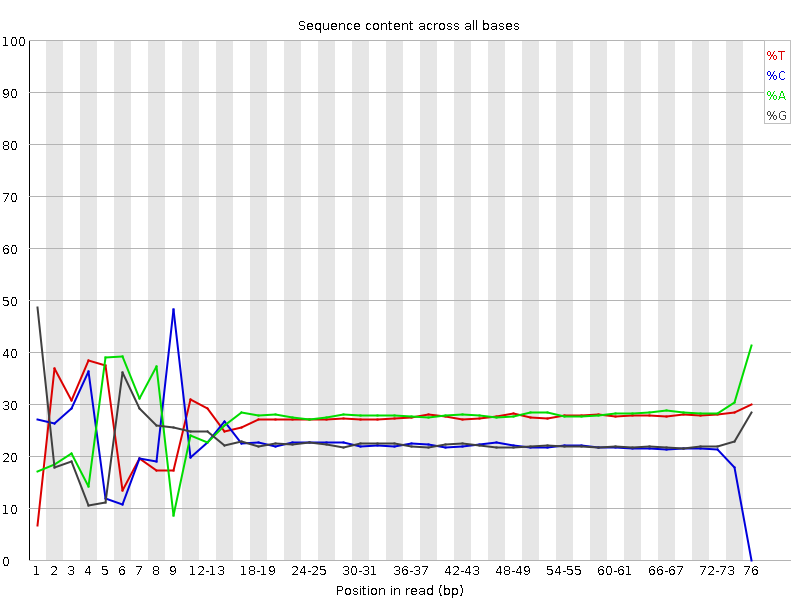 Sequence content across all bases
100
90
80
70
60
50
40
30
20
10
0
%T
%C
%A
%G
1 2 3 4 5 6 7 8 9 12-13 18-19 24-25 30-31 36-37 42-43 48-49 54-55 60-61 66-67 72-73 76
Position in read (bp)